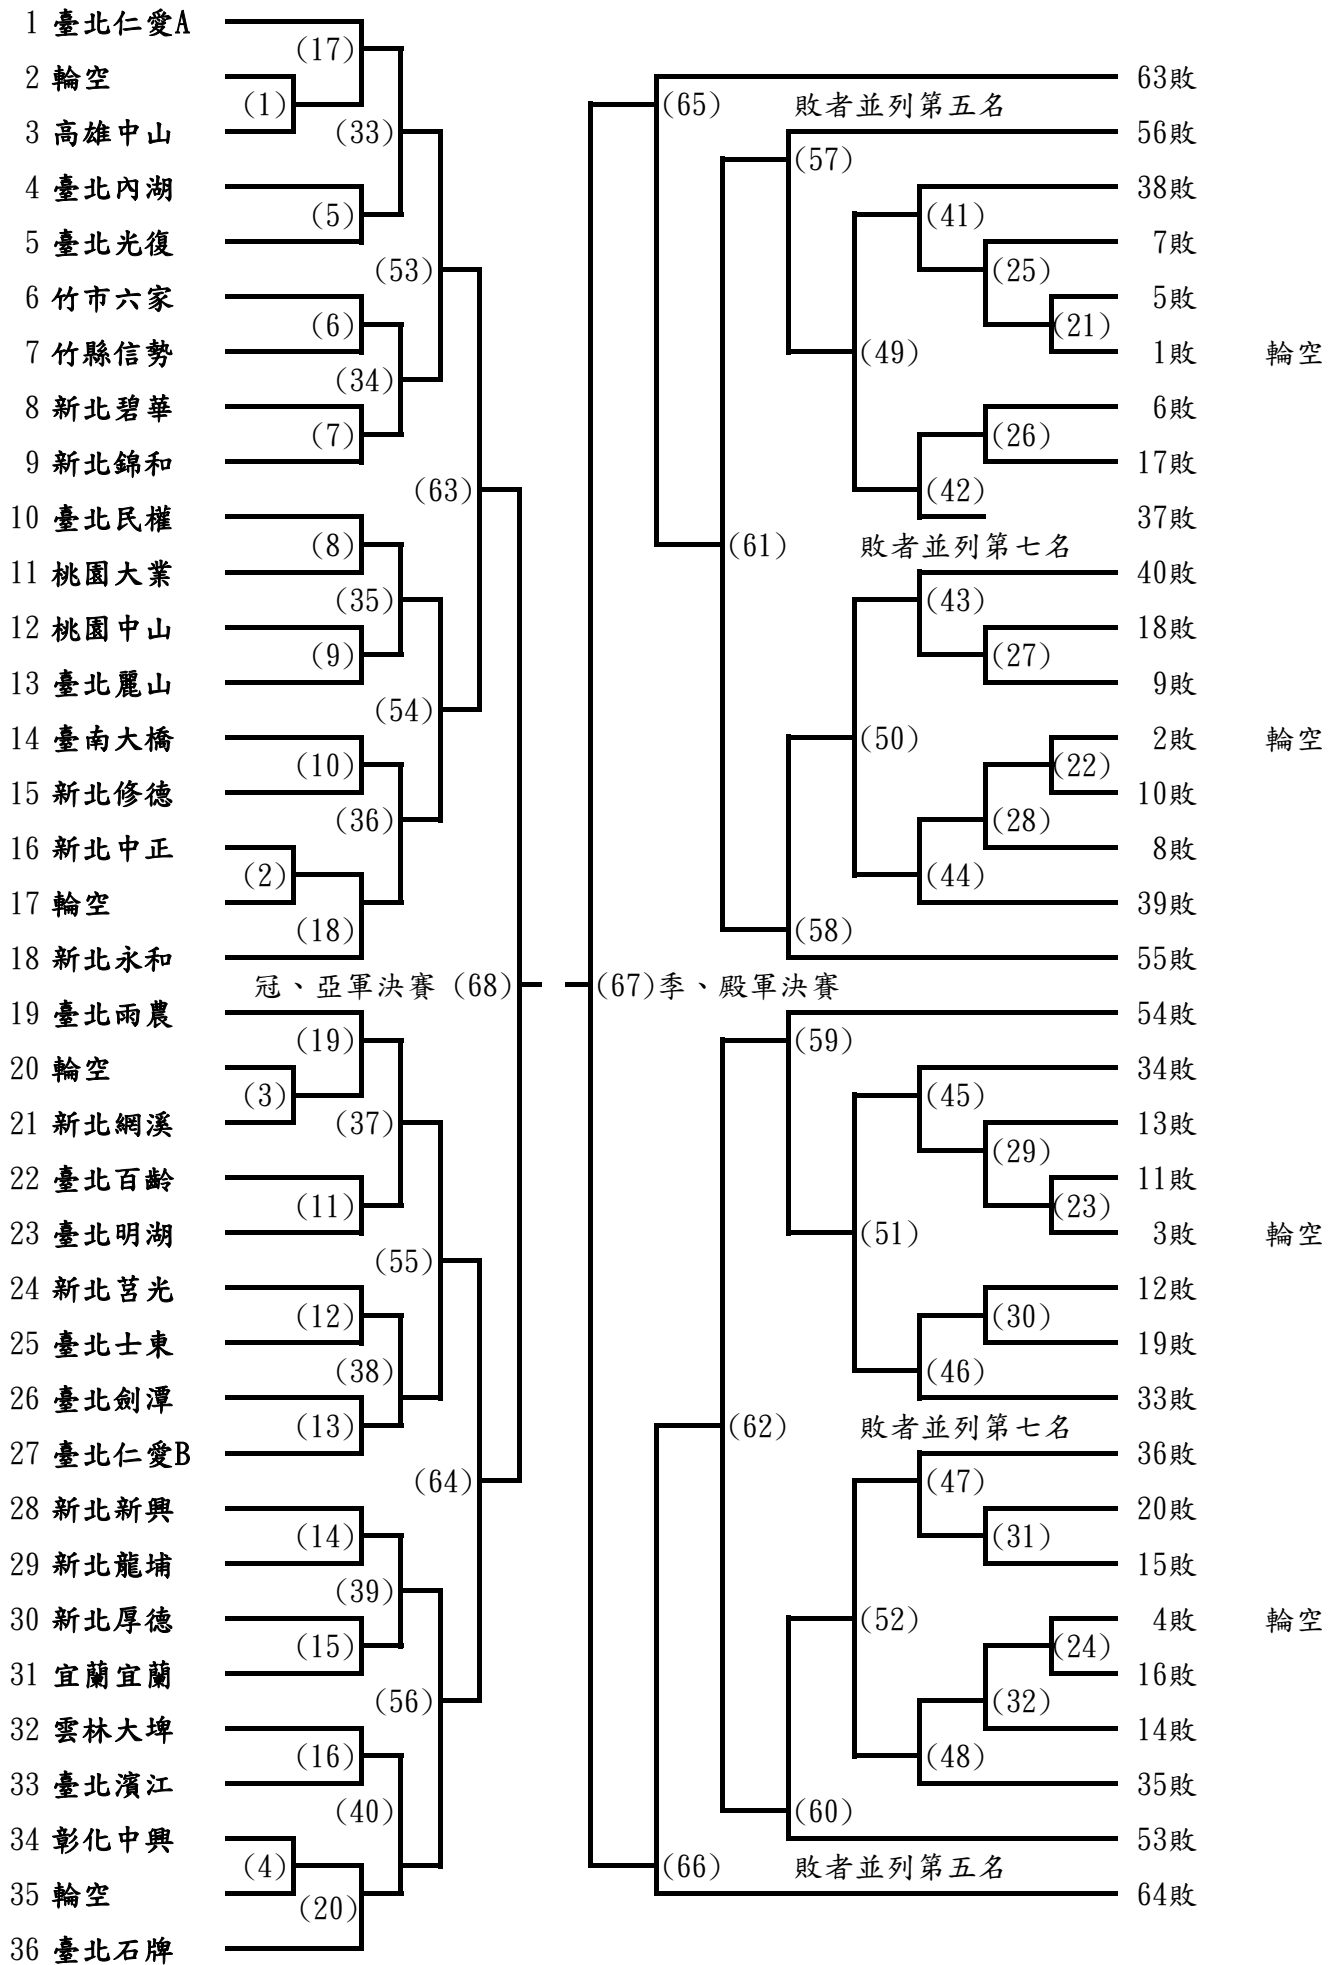 1 臺北仁愛A
(17)
2 輪空
63敗
(1)
(65)
敗者並列第五名
3 高雄中山
(33)
56敗
(57)
4 臺北內湖
38敗
(5)
(41)
5 臺北光復
7敗
(53)
(25)
6 竹市六家
5敗
(6)
(21)
7 竹縣信勢
(49)
1敗 輪空
(34)
8 新北碧華
6敗
(7)
(26)
9 新北錦和
17敗
(63)
(42)
10 臺北民權
37敗
(8)
(61)
敗者並列第七名
11 桃園大業
40敗
(35)
(43)
12 桃園中山
18敗
(9)
(27)
13 臺北麗山
9敗
(54)
14 臺南大橋
(50)
2敗 輪空
(10)
(22)
15 新北修德
10敗
(36)
(28)
16 新北中正
8敗
(2)
(44)
17 輪空
39敗
(18)
(58)
18 新北永和
55敗
冠、亞軍決賽 (68)
(67)季、殿軍決賽
19 臺北雨農
54敗
(19)
(59)
20 輪空
34敗
(3)
(45)
21 新北網溪
(37)
13敗
(29)
22 臺北百齡
11敗
(11)
(23)
23 臺北明湖
(51)
3敗 輪空
(55)
24 新北莒光
12敗
(12)
(30)
25 臺北士東
19敗
(38)
(46)
26 臺北劍潭
33敗
(13)
(62)
敗者並列第七名
27 臺北仁愛B
36敗
(64)
(47)
28 新北新興
20敗
(14)
(31)
29 新北龍埔
15敗
(39)
30 新北厚德
(52)
4敗 輪空
(15)
(24)
31 宜蘭宜蘭
16敗
(56)
(32)
32 雲林大埤
14敗
(16)
(48)
33 臺北濱江
35敗
(40)
(60)
34 彰化中興
53敗
(4)
(66)
敗者並列第五名
35 輪空
64敗
(20)
36 臺北石牌